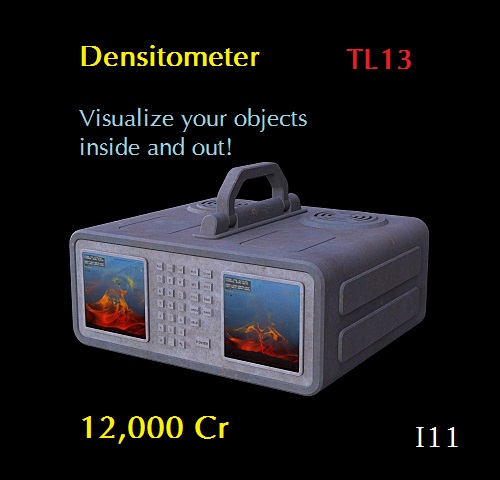 Densitometer
TL13
Visualize your objects
inside and out!
12,000 Cr
I11